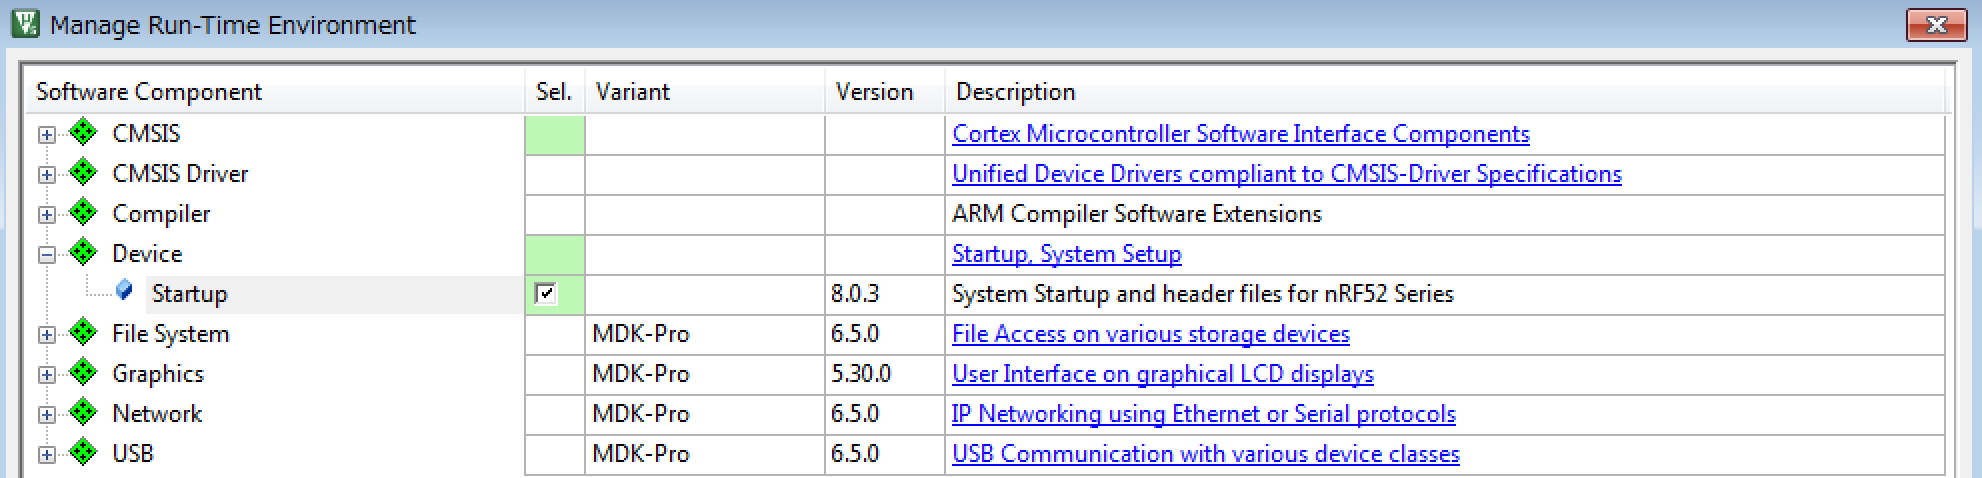 Manage Run-Time Environment
Software Component Sel. Variant Version Description
CMSIS Cortex Microcontroller Software Interface Components
CMSIS Driver Unified Device Drivers compliant to CMSIS-Driver Specifications
Compiler ARM Compiler Software Extensions
Device Startup, System Setup
Startup 8.0.3 System Startup and header files for nRF52 Series
File System MDK-Pro 6.5.0 File Access on various storage devices
Graphics MDK-Pro 5.30.0 User Interface on graphical LCD displays
Network MDK-Pro 6.5.0 IP Networking using Ethernet or Serial protocols
USB MDK-Pro 6.5.0 USB Communication with various device classes